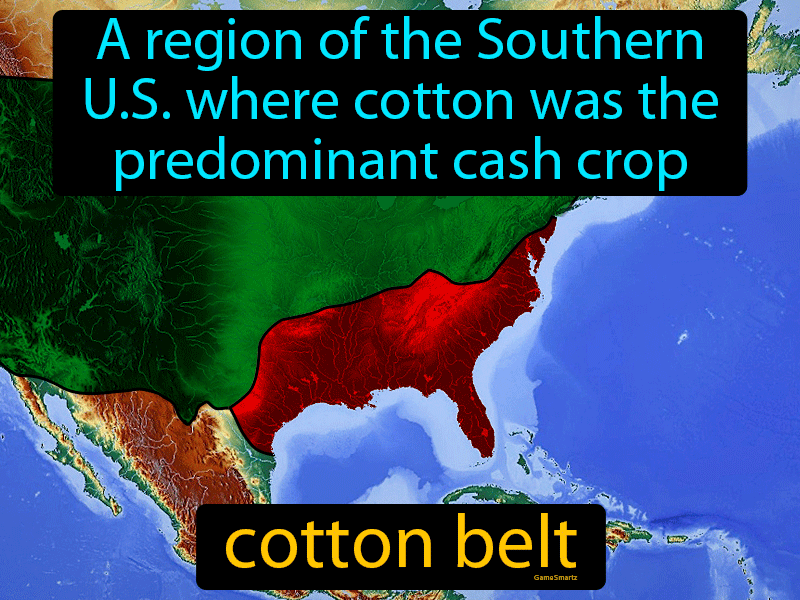 A region of the Southern
U.S. where cotton was the
predominant cash crop
cotton belt
GameSmartz